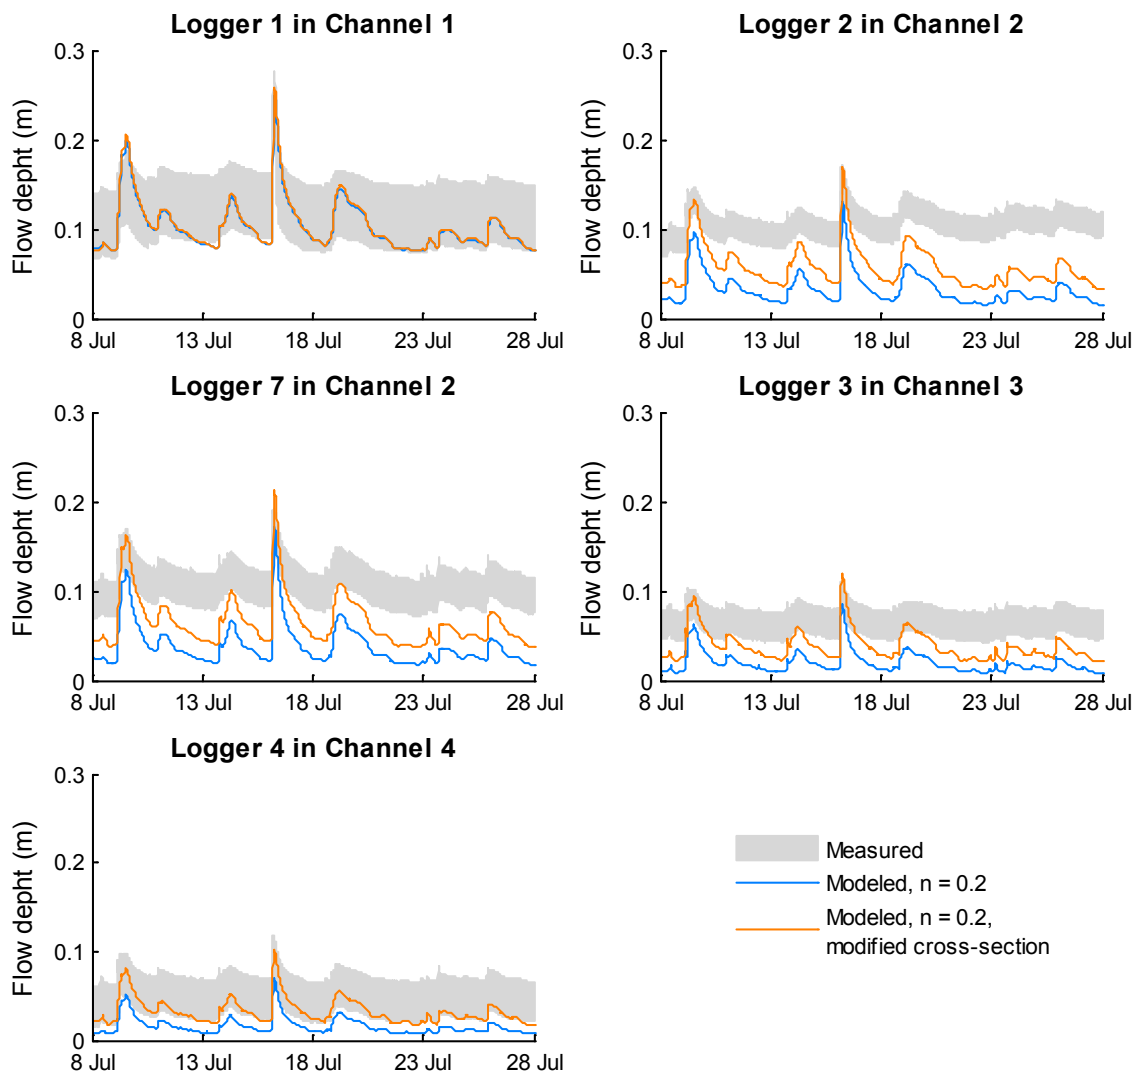 Logger 1 in Channel 1
Flow depht (m)
0.3
0.2
0.1
0
8 Jul 13 Jul 18 Jul 23 Jul 28 Jul
Logger 2 in Channel 2
Flow depht (m)
0.3
0.2
0.1
0
8 Jul 13 Jul 18 Jul 23 Jul 28 Jul
Logger 7 in Channel 2
Flow depht (m)
0.3
0.2
0.1
0
8 Jul 13 Jul 18 Jul 23 Jul 28 Jul
Logger 3 in Channel 3
Flow depht (m)
0.3
0.2
0.1
0
8 Jul 13 Jul 18 Jul 23 Jul 28 Jul
Logger 4 in Channel 4
Flow depht (m)
0.3
0.2
0.1
0
8 Jul 13 Jul 18 Jul 23 Jul 28 Jul
Measured
Modeled, n = 0.2
Modeled, n = 0.2,
modified cross-section